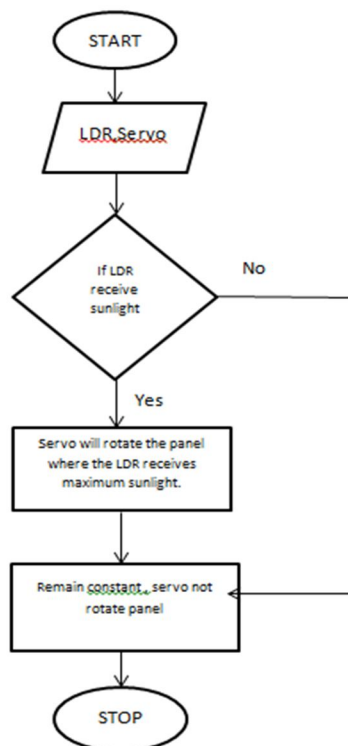 START
LDR,Servo
If LDR
receive
sunlight
No
Yes
Servo will rotate the panel
where the LDR receives
maximum sunlight.
Remain constant , servo not
rotate panel
STOP